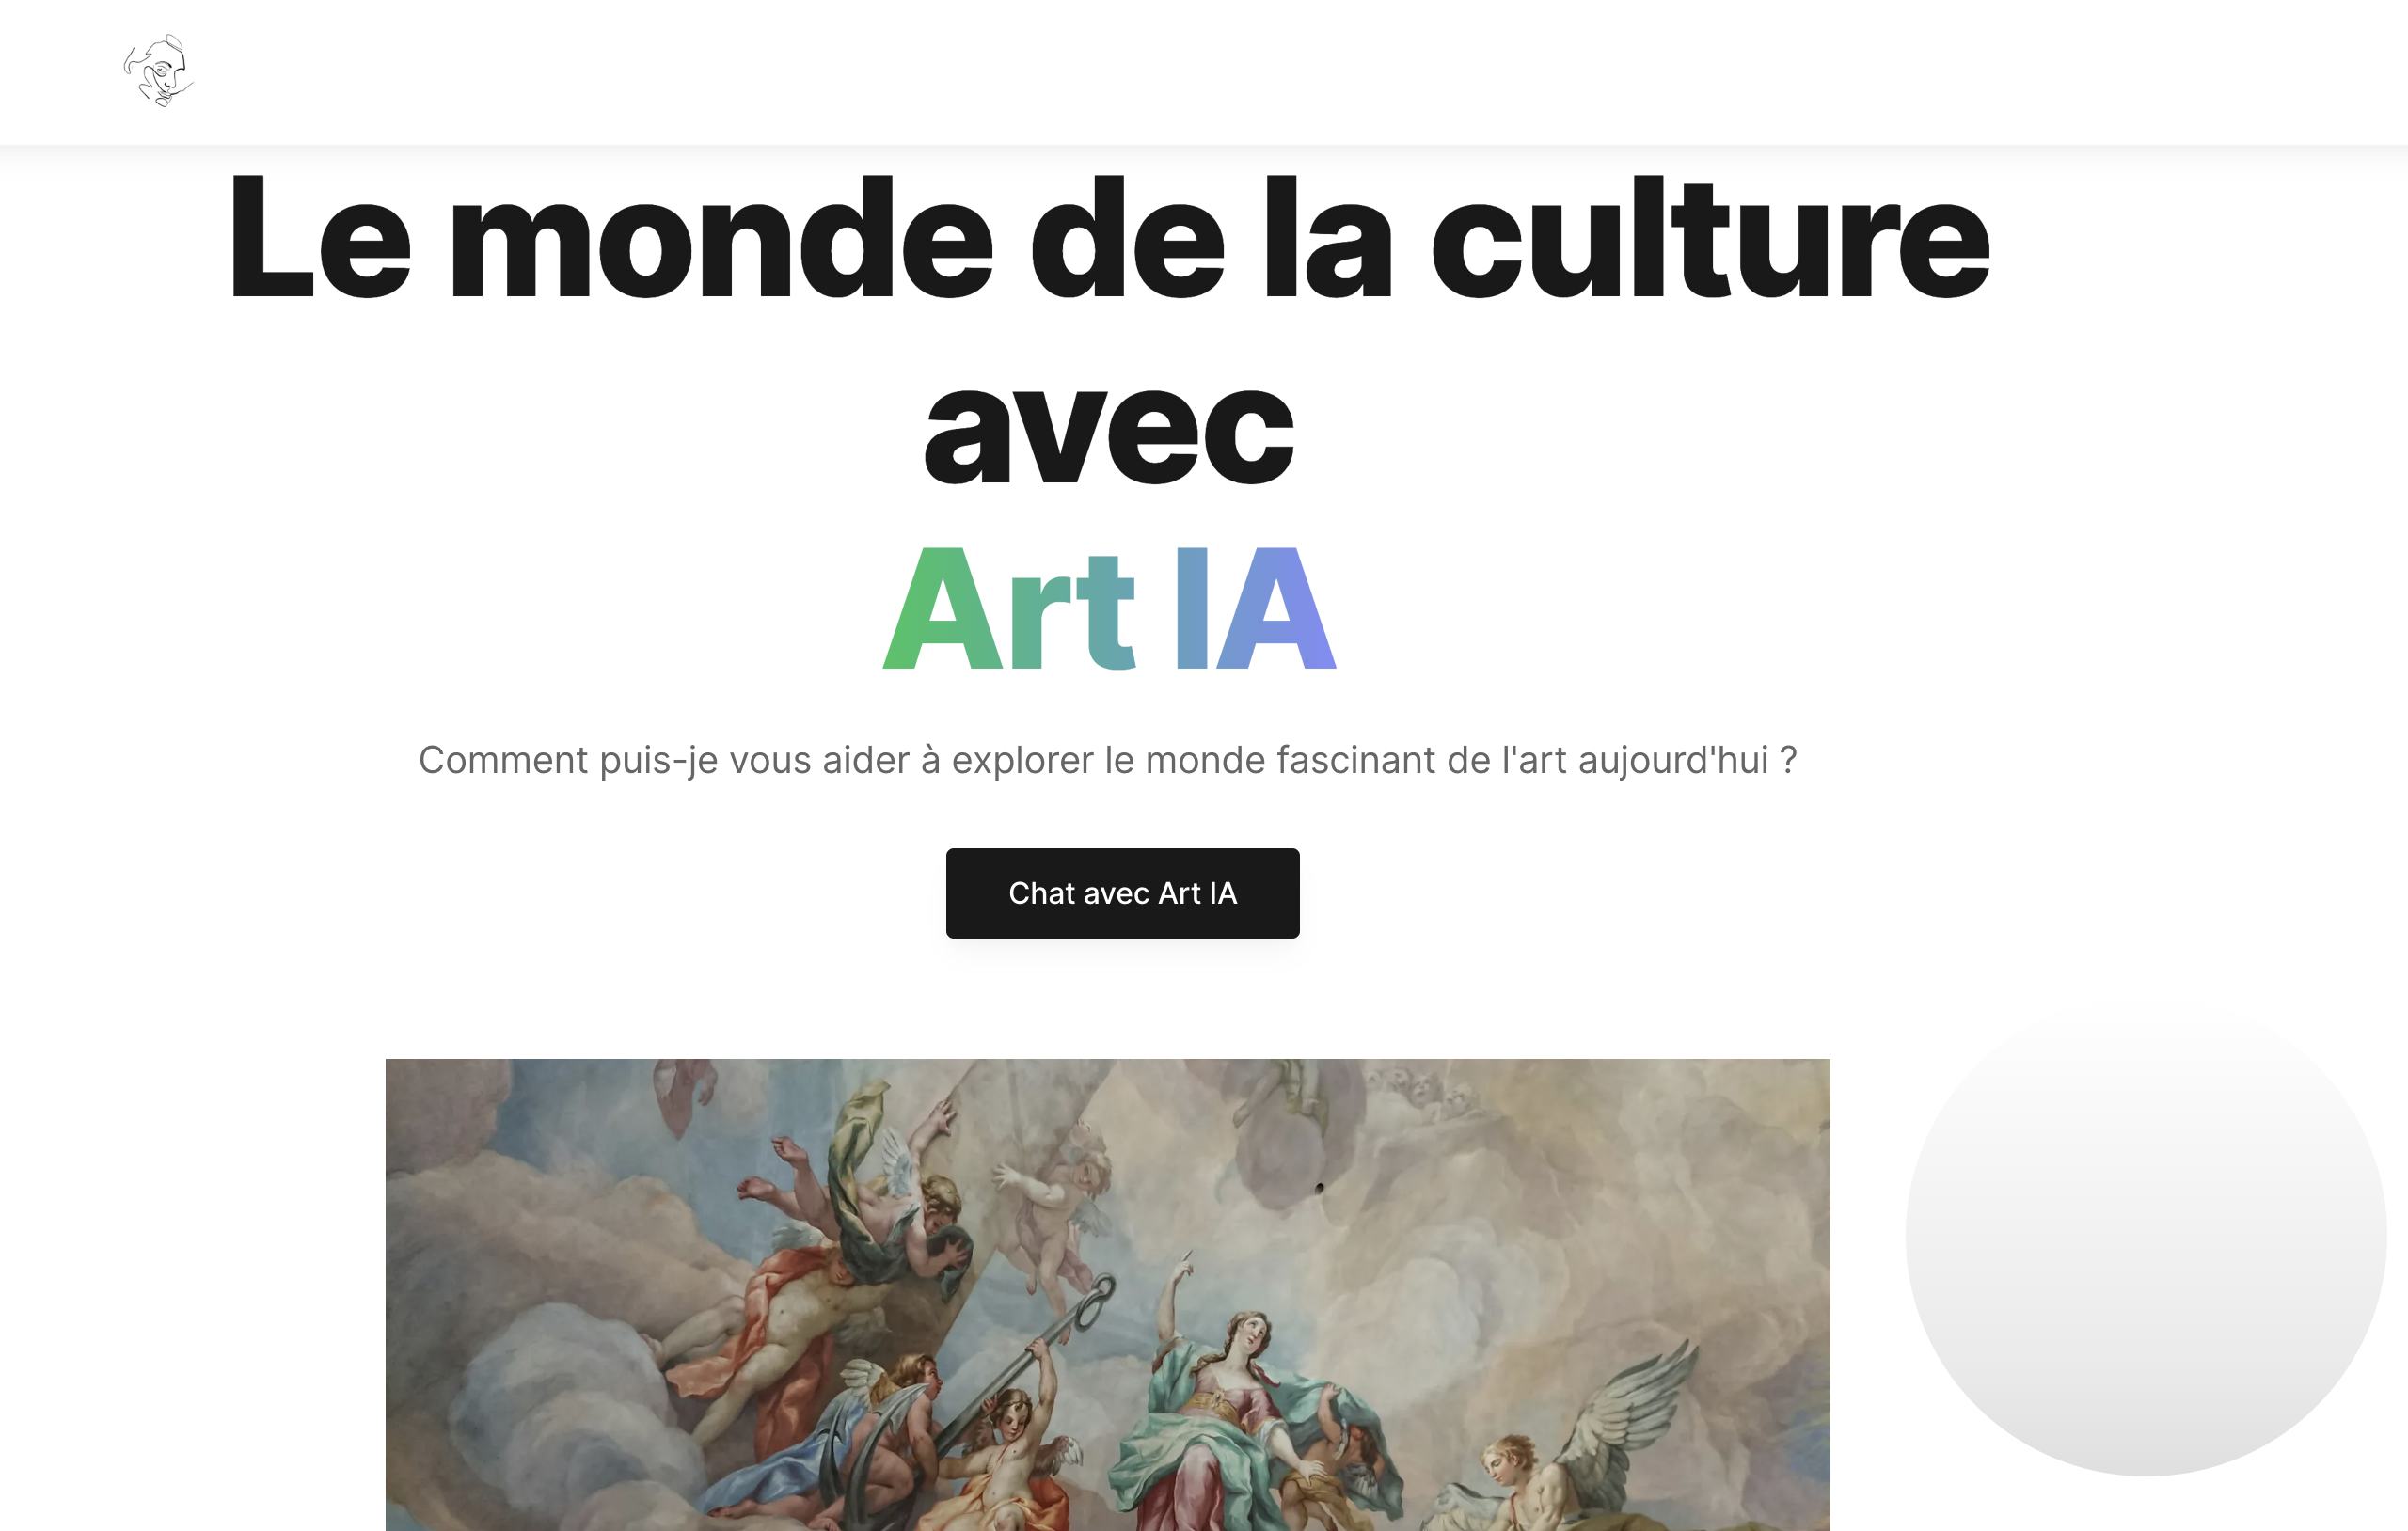 Le monde de la culture
avec
Art IA
Comment puis-je vous aider à explorer le monde fascinant de l'art aujourd'hui ?
Chat avec Art IA